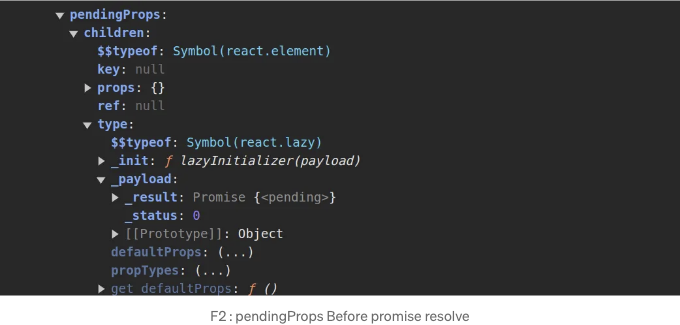 ▼ pendingProps:
▼ children:
$$typeof: Symbol(react.element)
key: null
▶ props: {}
ref: null
▼ type:
$$typeof: Symbol(react.lazy)
▶ _init: ƒ lazyInitializer(payload)
▼ _payload:
▶ _result: Promise {<pending>}
_status: 0
▶ [[Prototype]]: Object
defaultProps: (...)
propTypes: (...)
▶ get defaultProps: ƒ ()
F2 : pendingProps Before promise resolve